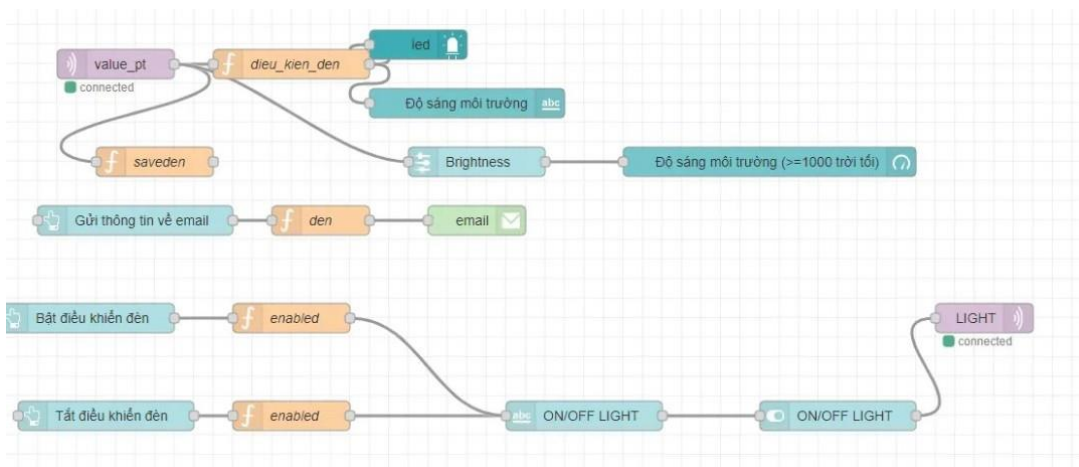 led
value_pt
dieu_kien_den
connected
Độ sáng môi trường
abc
saveden
Brightness
Độ sáng môi trường (>=1000 trời tối)
Gửi thông tin về email
den
email
Bật điều khiển đèn
enabled
LIGHT
connected
Tắt điều khiển đèn
enabled
abc
ON/OFF LIGHT
ON/OFF LIGHT